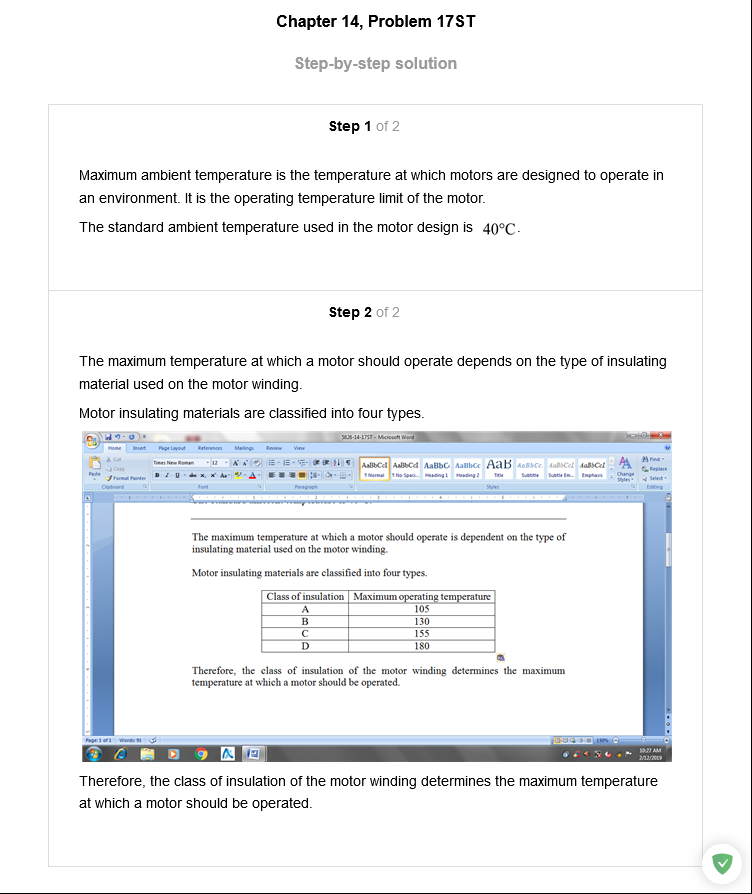 Chapter 14, Problem 17ST
Step-by-step solution
Step 1 of 2
Maximum ambient temperature is the temperature at which motors are designed to operate in
an environment. It is the operating temperature limit of the motor.
The standard ambient temperature used in the motor design is 40°C.
Step 2 of 2
The maximum temperature at which a motor should operate depends on the type of insulating
material used on the motor winding.
Motor insulating materials are classified into four types.
5826-14-17ST - Microsoft Word
Home Insert Page Layout References Mailings Review View
Cut
Times New Roman 12
Find
Paste Copy
Replace
Format Painter
Select
AaBbCcI AaBbCcI AaBbC AaBbCc AaB AaBbCc. AaBbCcI AaBbCcI
¶ Normal ¶ No Spaci... Heading 1 Heading 2 Title Subtitle Subtle Em... Emphasis
Change Styles
Clipboard Font Paragraph Styles Editing
The maximum temperature at which a motor should operate is dependent on the type of
insulating material used on the motor winding.
Motor insulating materials are classified into four types.
Class of insulation Maximum operating temperature
A 105
B 130
C 155
D 180
Therefore, the class of insulation of the motor winding determines the maximum
temperature at which a motor should be operated.
Page: 1 of 1 Words: 91
150%
10:27 AM
2/12/2019
Therefore, the class of insulation of the motor winding determines the maximum temperature
at which a motor should be operated.